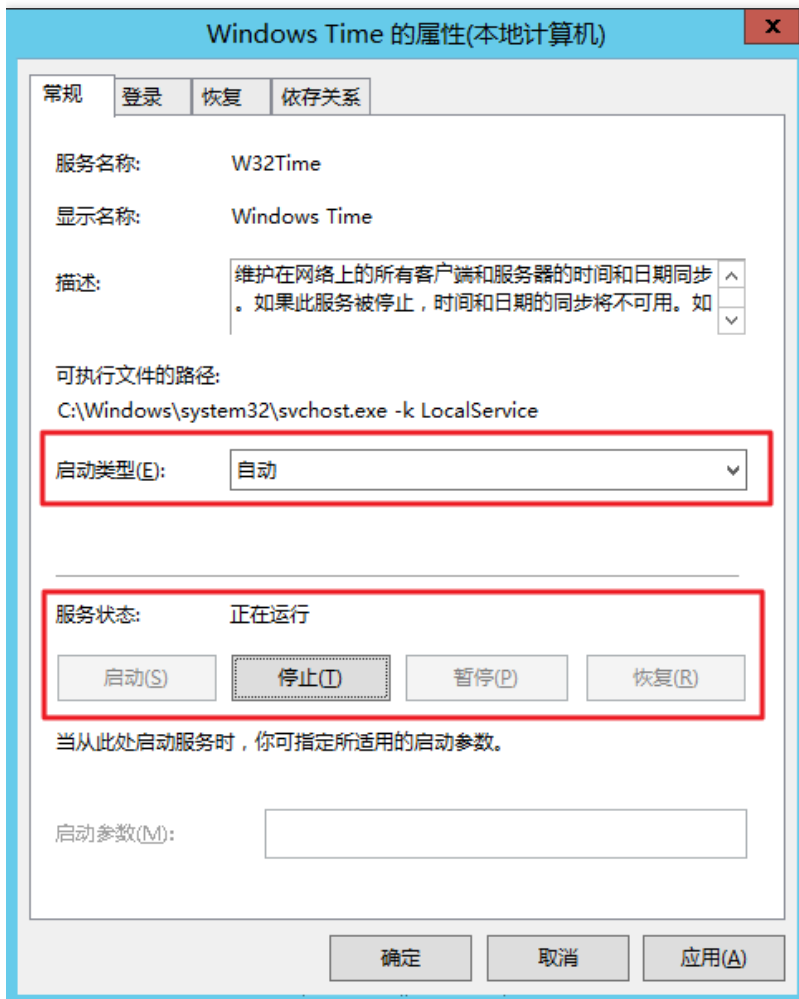 Windows Time 的属性(本地计算机)
x
常规 登录 恢复 依存关系
服务名称: W32Time
显示名称: Windows Time
描述: 维护在网络上的所有客户端和服务器的时间和日期同步
。如果此服务被停止，时间和日期的同步将不可用。如
可执行文件的路径:
C:\Windows\system32\svchost.exe -k LocalService
启动类型(E): 自动
服务状态: 正在运行
启动(S) 停止(T) 暂停(P) 恢复(R)
当从此处启动服务时，你可指定所适用的启动参数。
启动参数(M):
确定 取消 应用(A)